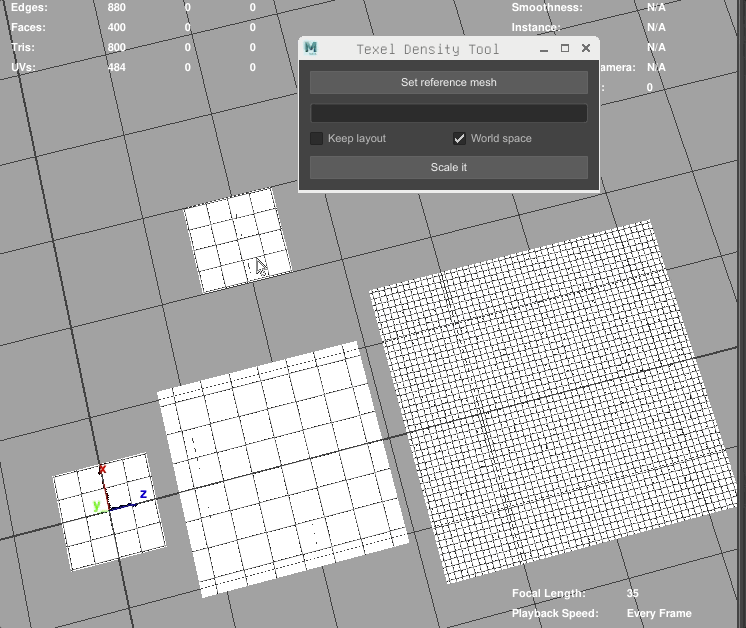 Edges: 880 0 0
Faces: 400 0 0
Tris: 800 0 0
UVs: 484 0 0
Smoothness: N/A
Instance: N/A
amera: N/A
: 0
M Texel Density Tool
Set reference mesh
Keep layout World space
Scale it
x
y z
Focal Length: 35
Playback Speed: Every Frame